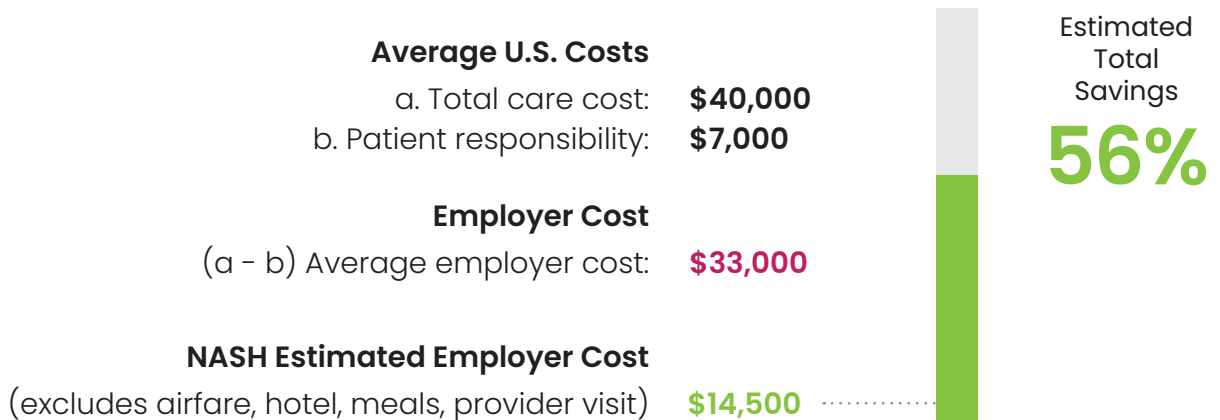 Average U.S. Costs
a. Total care cost: $40,000
b. Patient responsibility: $7,000
Employer Cost
(a - b) Average employer cost: $33,000
NASH Estimated Employer Cost
(excludes airfare, hotel, meals, provider visit) $14,500
Estimated
Total
Savings
56%